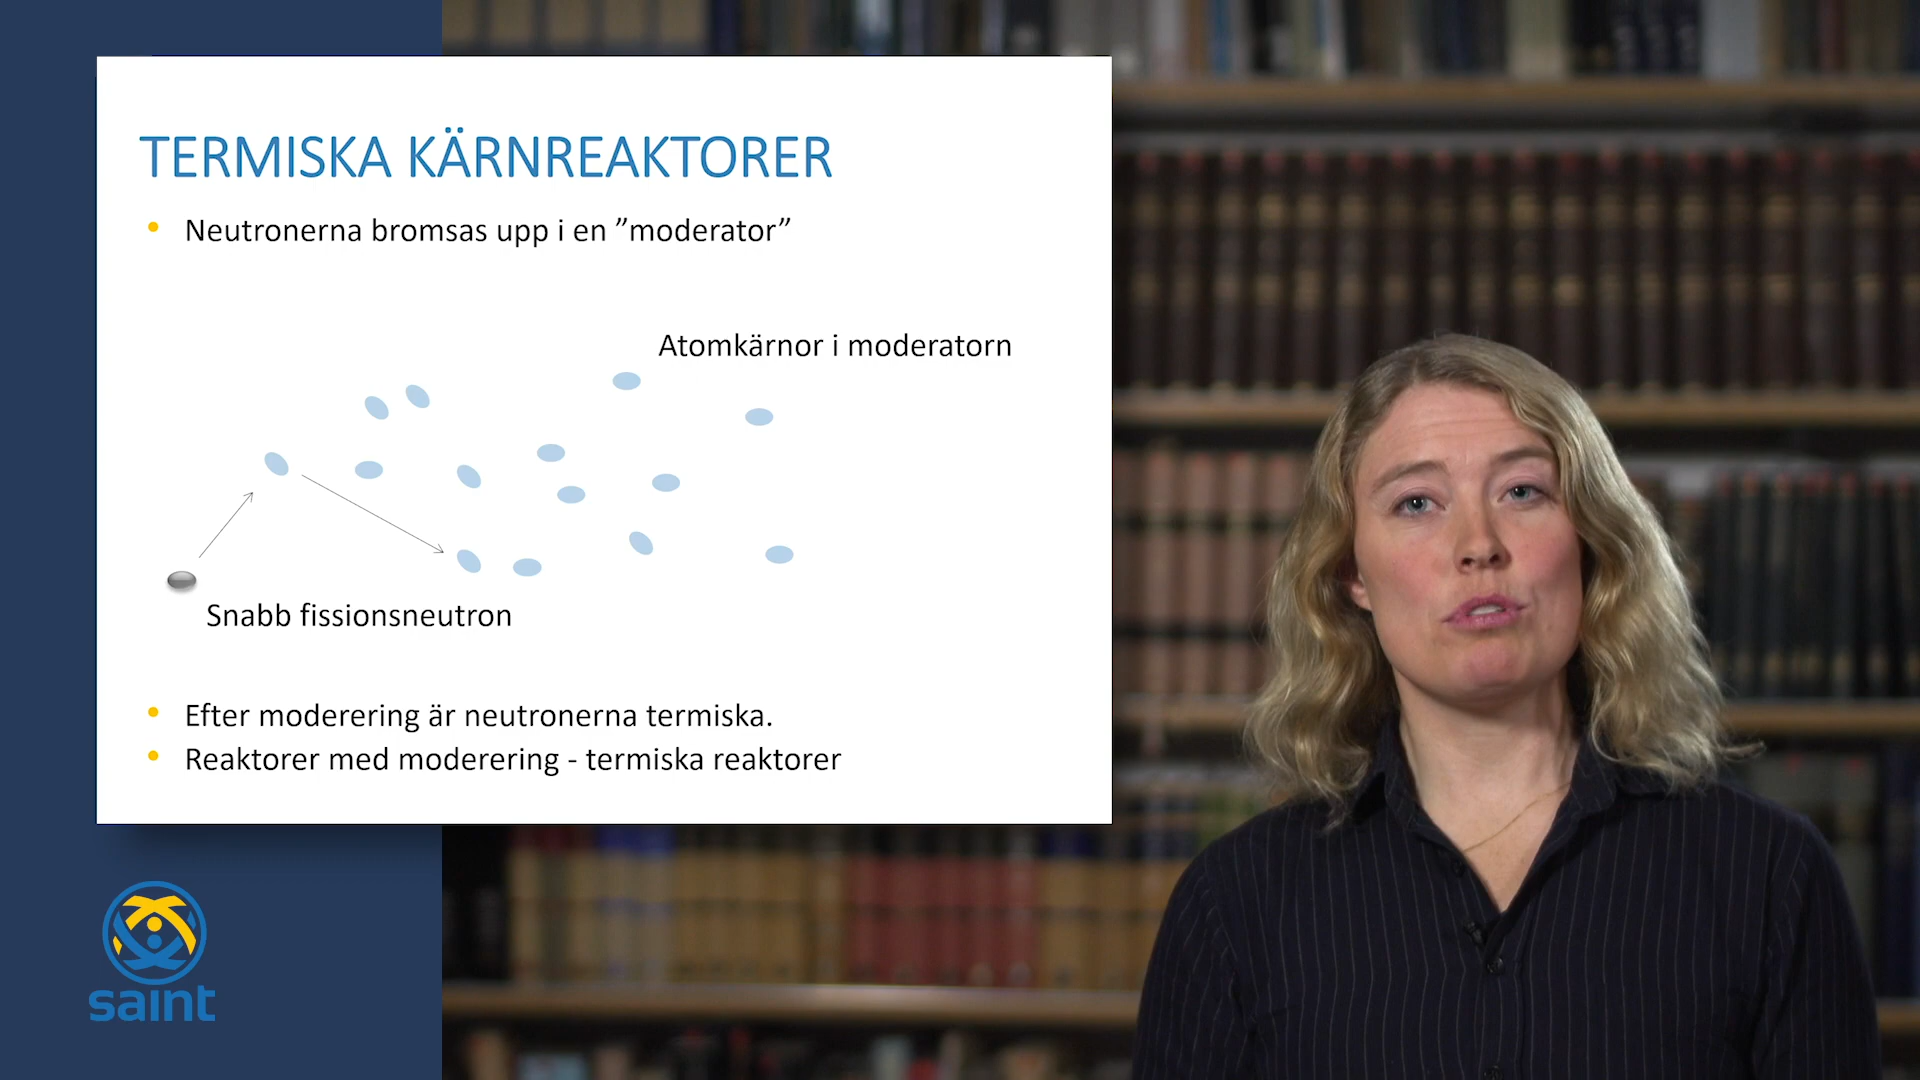 TERMISKA KÄRNREAKTORER
• Neutronerna bromsas upp i en ”moderator”
Atomkärnor i moderatorn
Snabb fissionsneutron
• Efter moderering är neutronerna termiska.
• Reaktorer med moderering - termiska reaktorer
saint